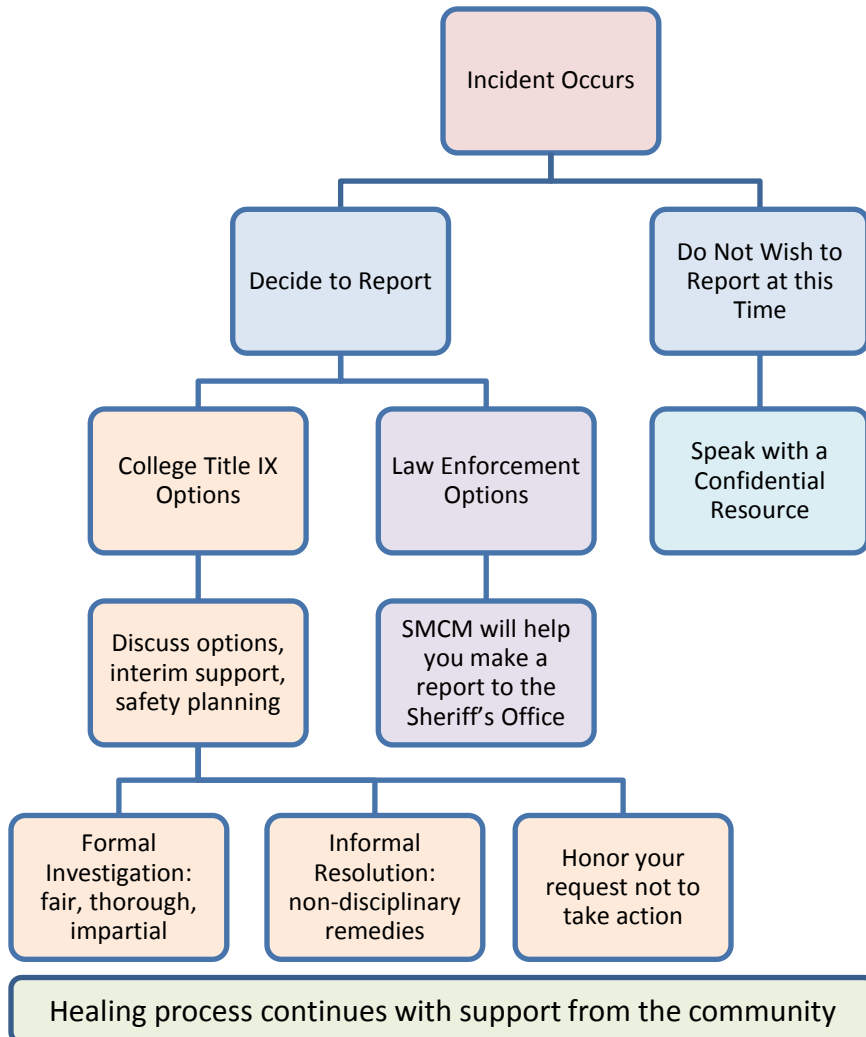 Incident Occurs
Decide to Report
Do Not Wish to
Report at this
Time
College Title IX
Options
Law Enforcement
Options
Speak with a
Confidential
Resource
Discuss options,
interim support,
safety planning
SMCM will help
you make a
report to the
Sheriff’s Office
Formal
Investigation:
fair, thorough,
impartial
Informal
Resolution:
non-disciplinary
remedies
Honor your
request not to
take action
Healing process continues with support from the community